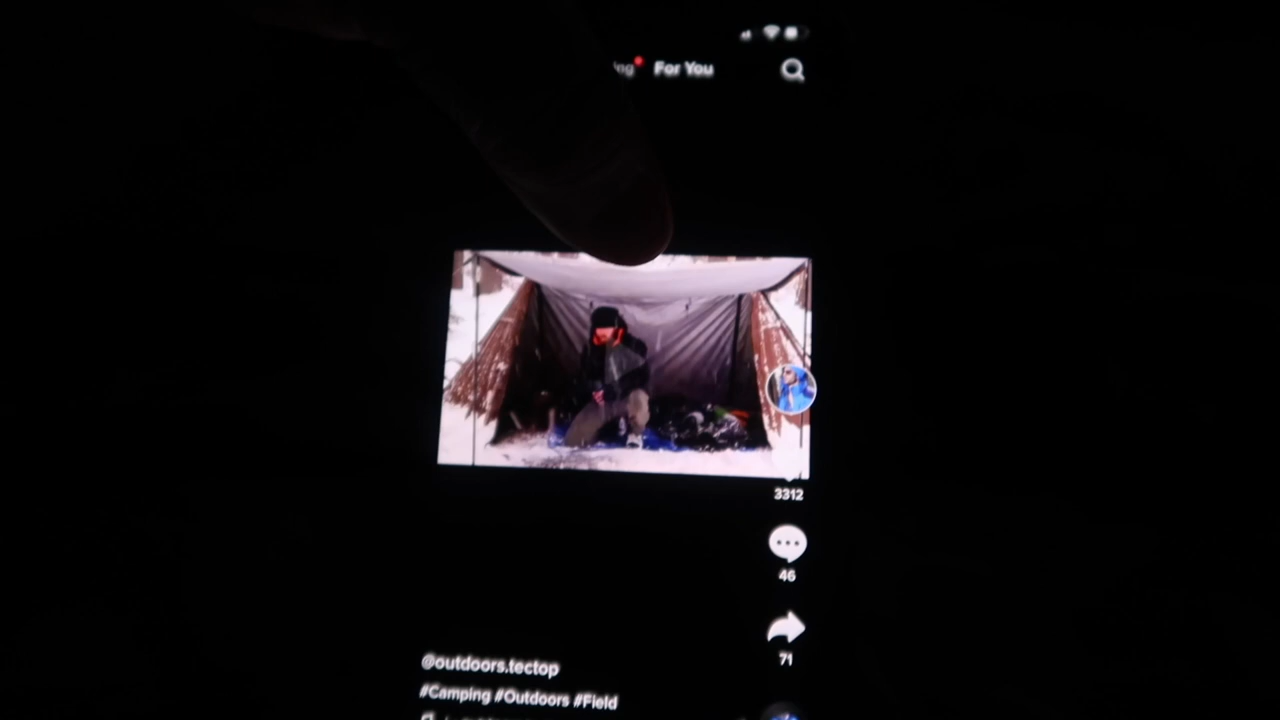 For You
3312
46
71
@outdoors.tectop
#Camping #Outdoors #Field